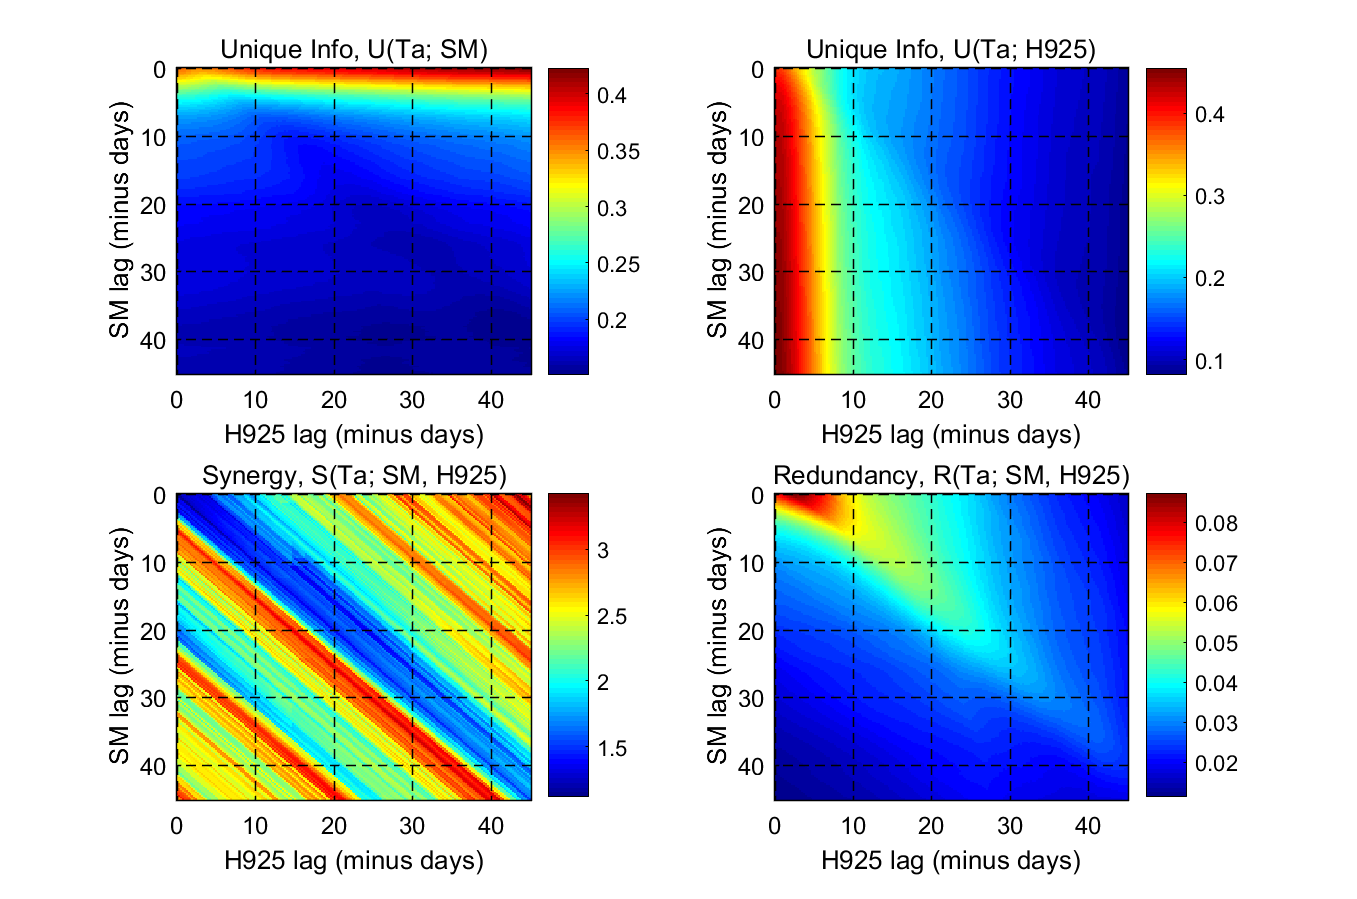 Unique Info, U(Ta; SM)
0
10
20
30
40
SM lag (minus days)
0 10 20 30 40
H925 lag (minus days)
0.4
0.35
0.3
0.25
0.2
Unique Info, U(Ta; H925)
0
10
20
30
40
SM lag (minus days)
0 10 20 30 40
H925 lag (minus days)
0.4
0.3
0.2
0.1
Synergy, S(Ta; SM, H925)
0
10
20
30
40
SM lag (minus days)
0 10 20 30 40
H925 lag (minus days)
3
2.5
2
1.5
Redundancy, R(Ta; SM, H925)
0
10
20
30
40
SM lag (minus days)
0 10 20 30 40
H925 lag (minus days)
0.08
0.07
0.06
0.05
0.04
0.03
0.02